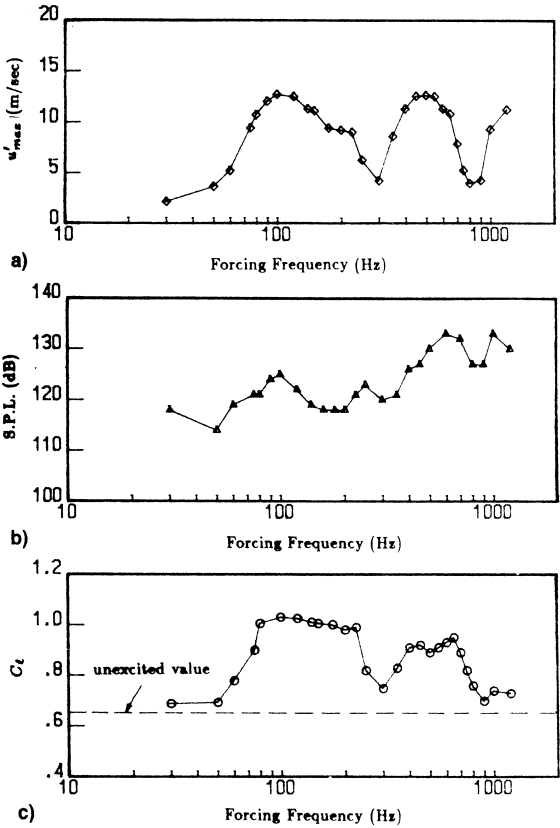 20
15
10
5
0
u'max (m/sec)
10
100
1000
a)
Forcing Frequency (Hz)
140
130
120
110
100
S.P.L. (dB)
10
100
1000
b)
Forcing Frequency (Hz)
1.2
1.0
.8
.6
.4
Cℓ
unexcited value
10
100
1000
c)
Forcing Frequency (Hz)